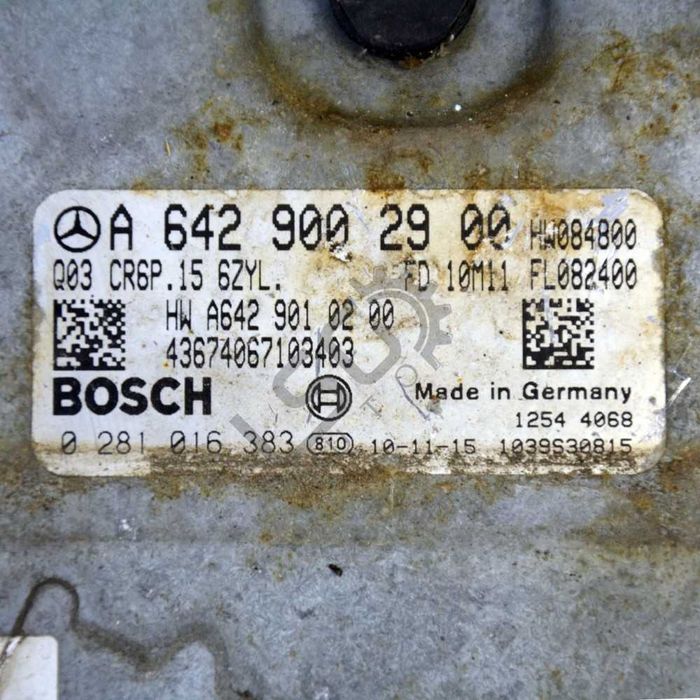 A 642 900 29 00 HW084800
Q03 CR6P.15 6ZYL. FD 10M11 FL082400
HW A642 901 02 00
43674067103403
BOSCH
Made in Germany
1254 4068
0 281 016 383 810 10-11-15 1039S30815